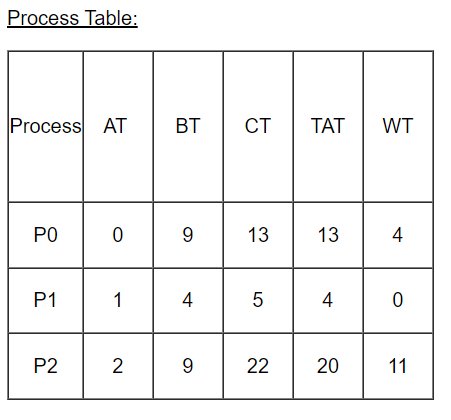 Process Table:
Process AT BT CT TAT WT
P0 0 9 13 13 4
P1 1 4 5 4 0
P2 2 9 22 20 11